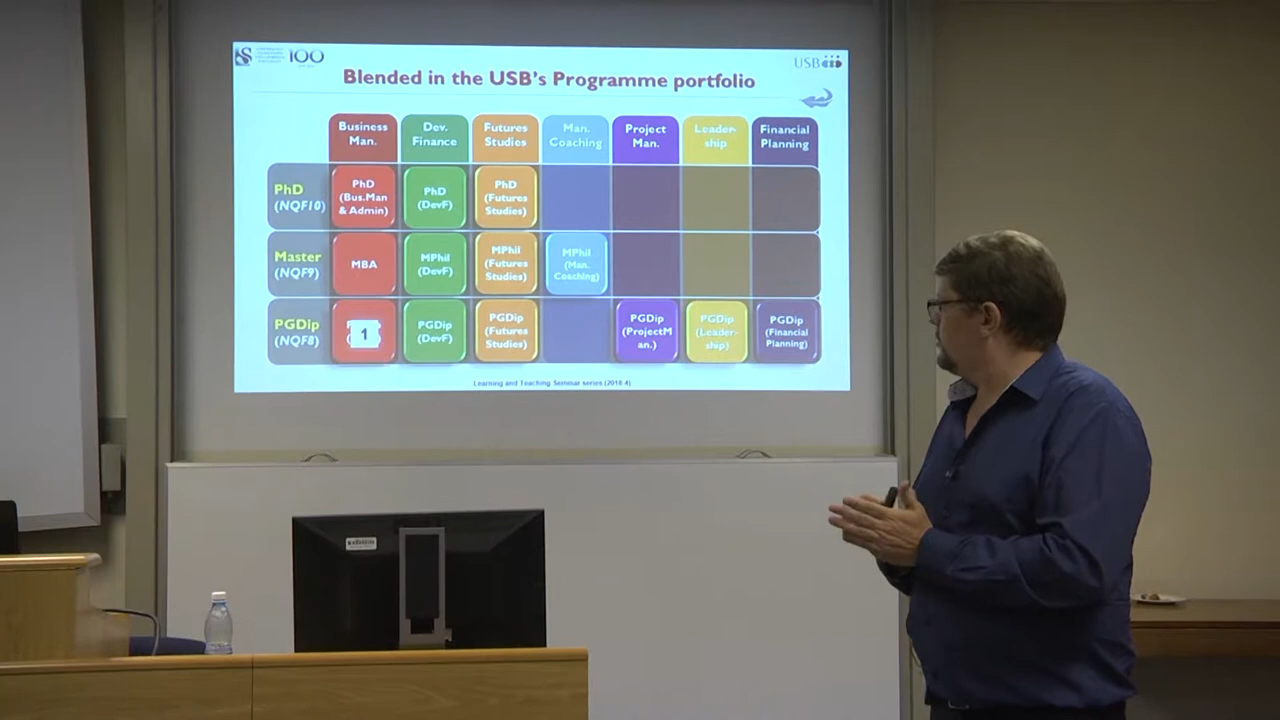 100
USB
Blended in the USB's Programme portfolio
Business Man.
Dev. Finance
Futures Studies
Man. Coaching
Project Man.
Leader-ship
Financial Planning
PhD (NQF10)
PhD (Bus.Man & Admin)
PhD (DevF)
PhD (Futures Studies)
Master (NQF9)
MBA
MPhil (DevF)
MPhil (Futures Studies)
MPhil (Man. Coaching)
PGDip (NQF8)
1
PGDip (DevF)
PGDip (Futures Studies)
PGDip (ProjectMan.)
PGDip (Leader-ship)
PGDip (Financial Planning)
Learning and Teaching Seminar series (2018-4)